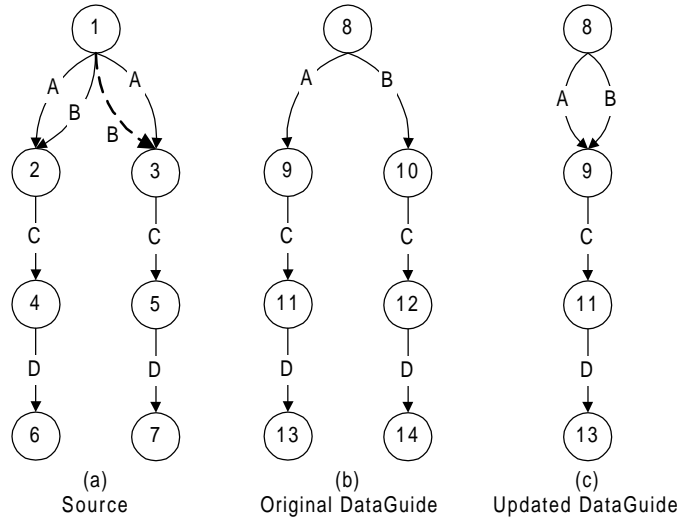 1 8 8
A A A B A B
B
B
2 3 9 10 9
C C C C C
4 5 11 12 11
D D D D D
6 7 13 14 13
(a) (b) (c)
Source Original DataGuide Updated DataGuide